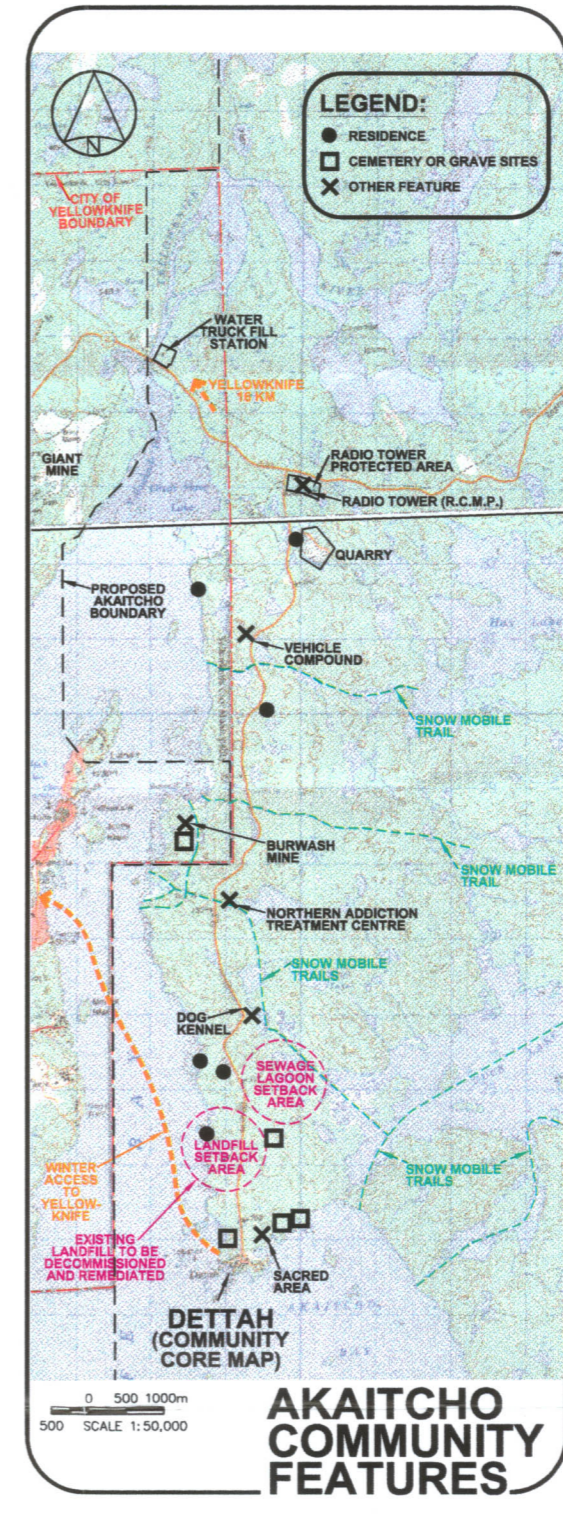 N
LEGEND:
RESIDENCE
CEMETERY OR GRAVE SITES
OTHER FEATURE
CITY OF
YELLOWKNIFE
BOUNDARY
RIVER
WATER
TRUCK FILL
STATION
YELLOWKNIFE
18 KM
GIANT
MINE
RADIO TOWER
PROTECTED AREA
RADIO TOWER (R.C.M.P.)
QUARRY
PROPOSED
AKAITCHO
BOUNDARY
VEHICLE
COMPOUND
SNOW MOBILE
TRAIL
BURWASH
MINE
SNOW MOBILE
TRAIL
NORTHERN ADDICTION
TREATMENT CENTRE
SNOW MOBILE
TRAILS
DOG
KENNEL
SEWAGE
LAGOON
SETBACK
AREA
LANDFILL
SETBACK
AREA
WINTER
ACCESS
TO
YELLOW-
KNIFE
SNOW MOBILE
TRAILS
EXISTING
LANDFILL TO BE
DECOMMISSIONED
AND REMEDIATED
SACRED
AREA
AKAITCHO
BAY
DETTAH
(COMMUNITY
CORE MAP)
0 500 1000m
500 SCALE 1:50,000
AKAITCHO
COMMUNITY
FEATURES